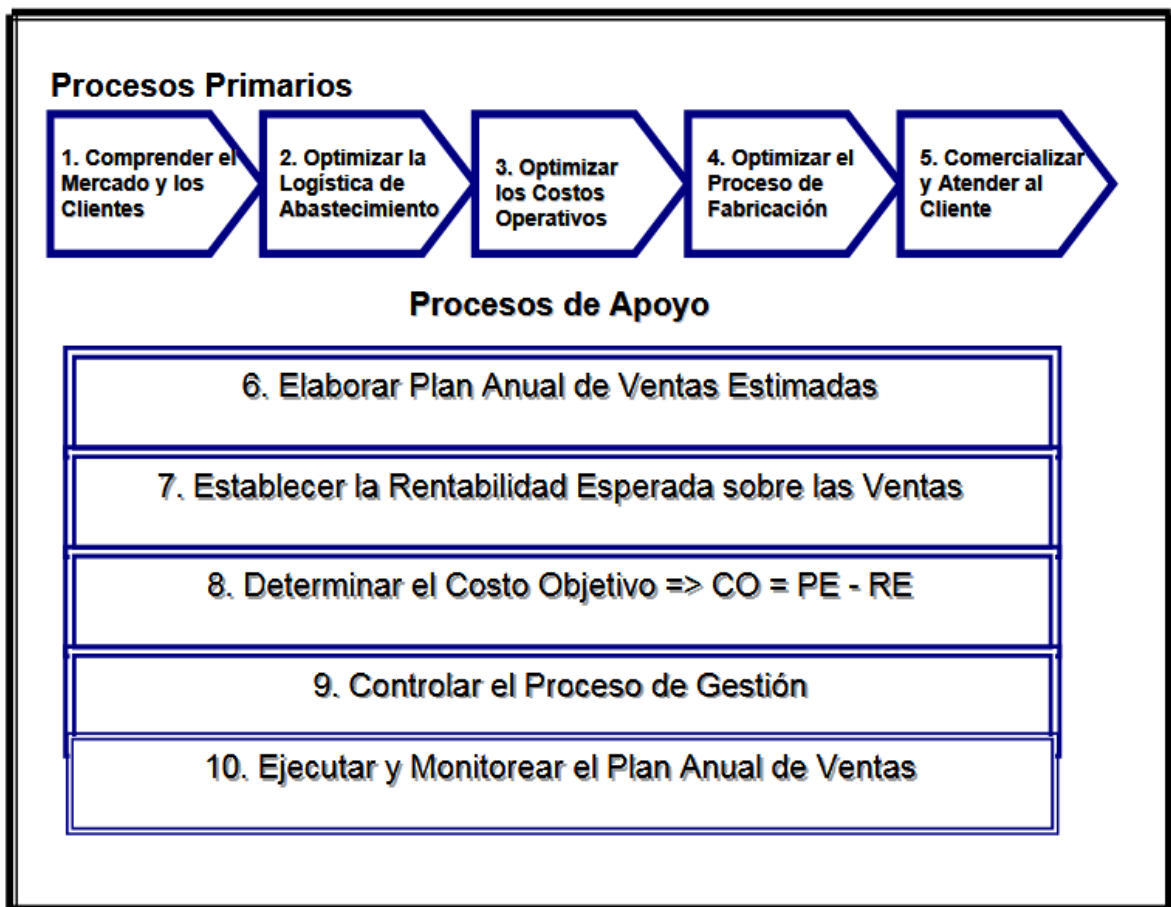 Procesos Primarios
1. Comprender el
Mercado y los
Clientes
2. Optimizar la
Logística de
Abastecimiento
3. Optimizar
los Costos
Operativos
4. Optimizar el
Proceso de
Fabricación
5. Comercializar
y Atender al
Cliente
Procesos de Apoyo
6. Elaborar Plan Anual de Ventas Estimadas
7. Establecer la Rentabilidad Esperada sobre las Ventas
8. Determinar el Costo Objetivo => CO = PE - RE
9. Controlar el Proceso de Gestión
10. Ejecutar y Monitorear el Plan Anual de Ventas